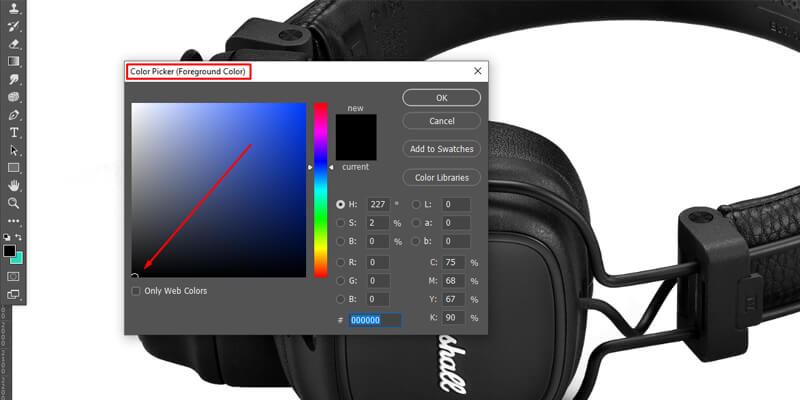 Color Picker (Foreground Color)
new
current
OK
Cancel
Add to Swatches
Color Libraries
H: 227 °
S: 2 %
B: 0 %
R: 0
G: 0
B: 0
L: 0
a: 0
b: 0
C: 75 %
M: 68 %
Y: 67 %
K: 90 %
# 000000
Only Web Colors
shall